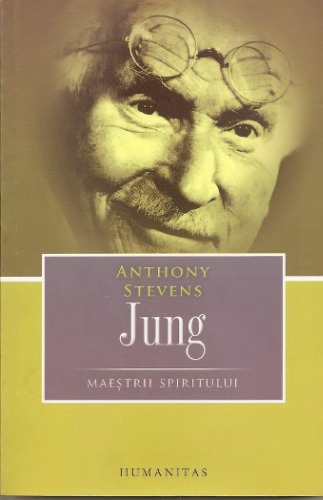 ANTHONY
STEVENS
Jung
MAEȘTRII SPIRITULUI
HUMANITAS